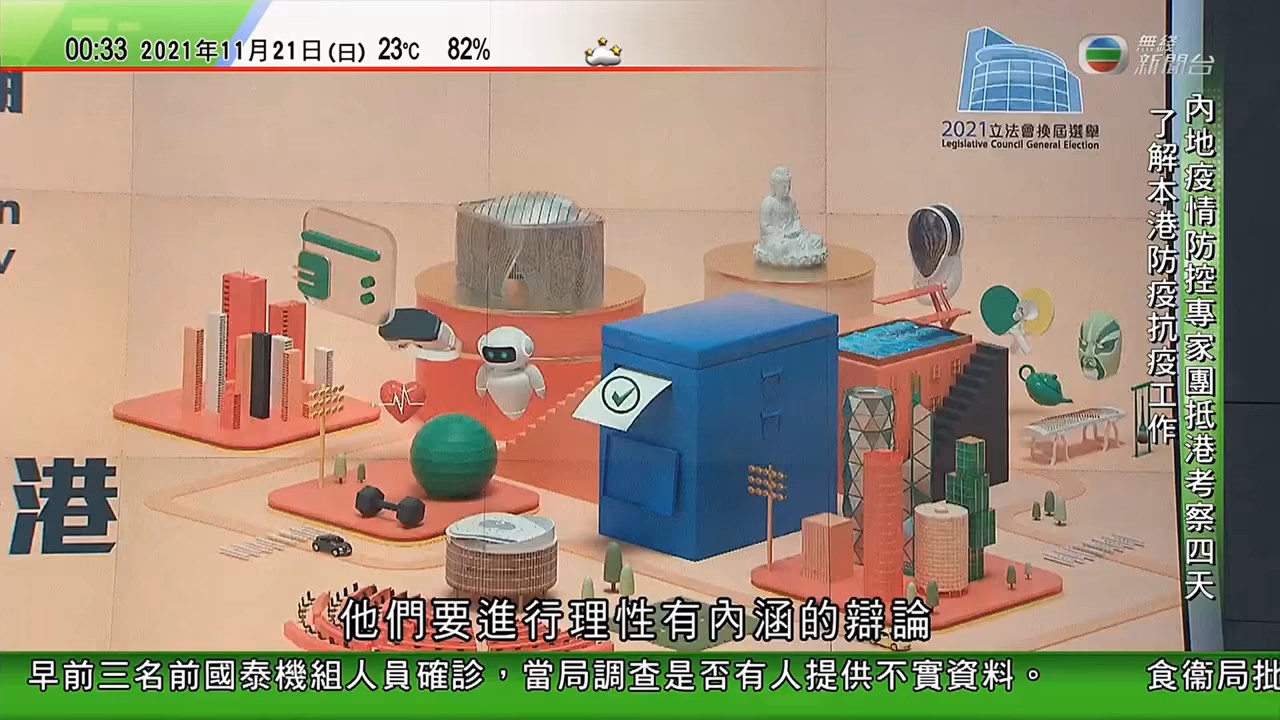 00:33 2021年11月21日(日) 23℃ 82%
無綫
新聞台
2021立法會換屆選舉
Legislative Council General Election
內地疫情防控專家團抵港考察四天
了解本港防疫抗疫工作
港
他們要進行理性有內涵的辯論
早前三名前國泰機組人員確診，當局調查是否有人提供不實資料。 食衞局批